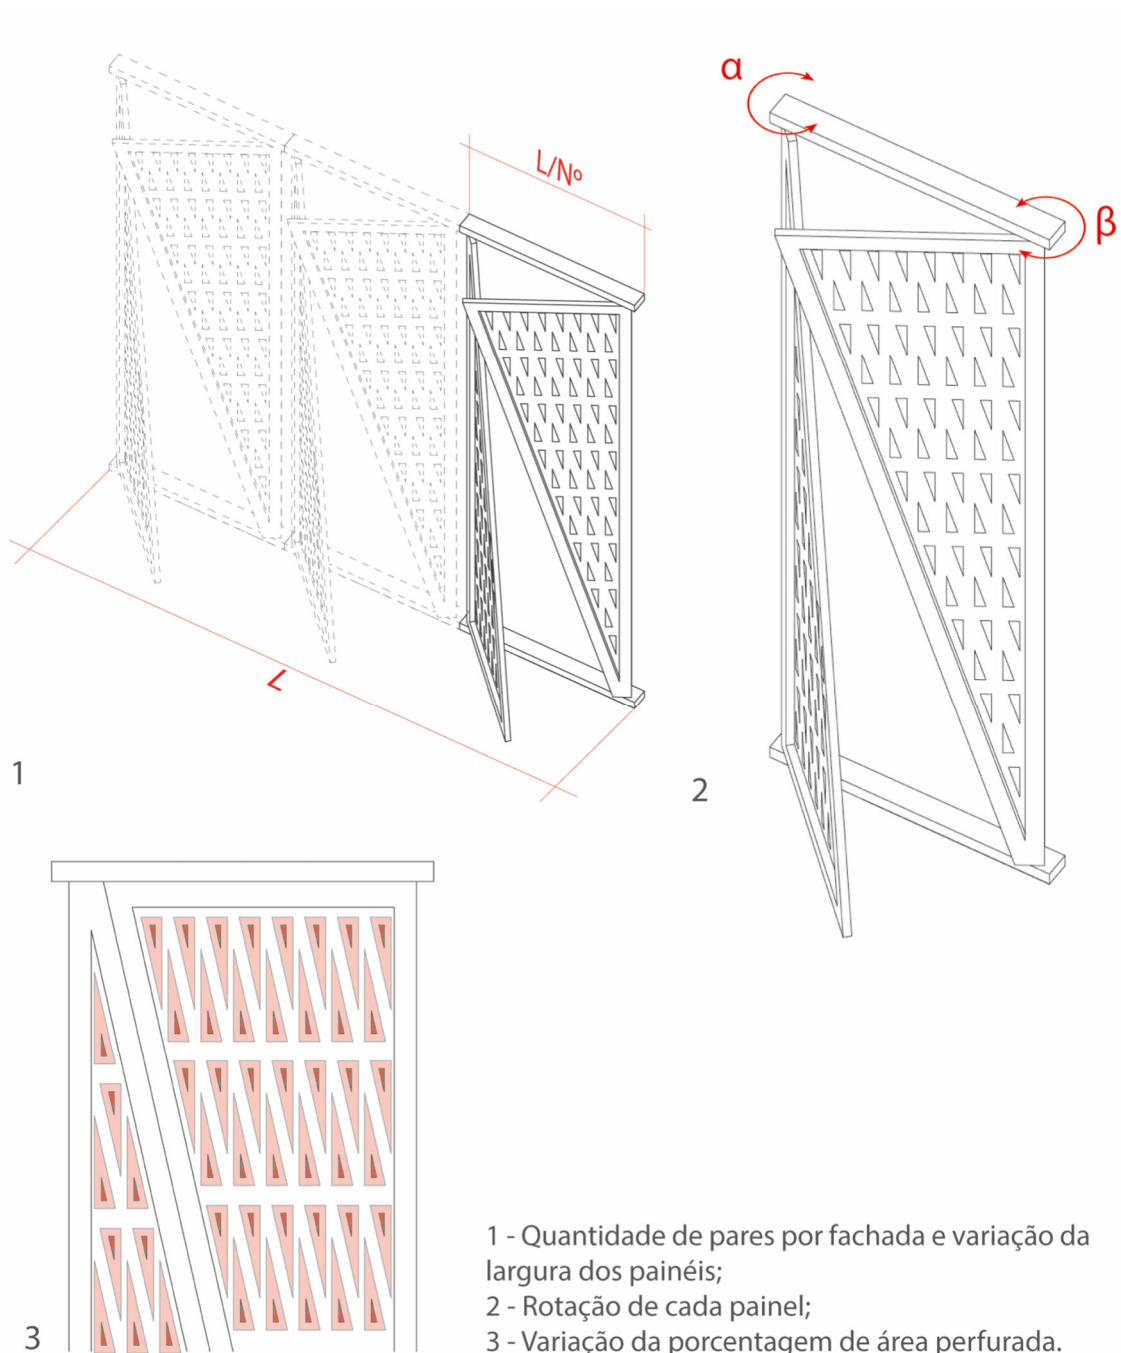 α
L/Nº
β
L
1
2
3
1 - Quantidade de pares por fachada e variação da
largura dos painéis;
2 - Rotação de cada painel;
3 - Variação da porcentagem de área perfurada.